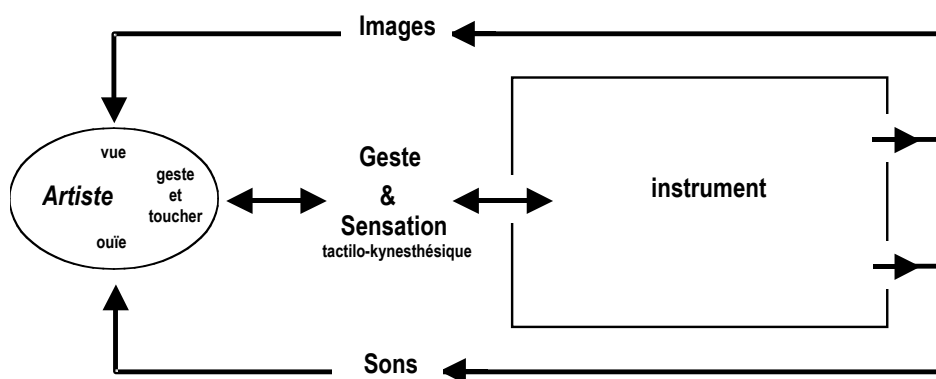 Images
vue
Artiste
geste
et
toucher
ouïe
Geste
&
Sensation
tactilo-kynesthésique
instrument
Sons